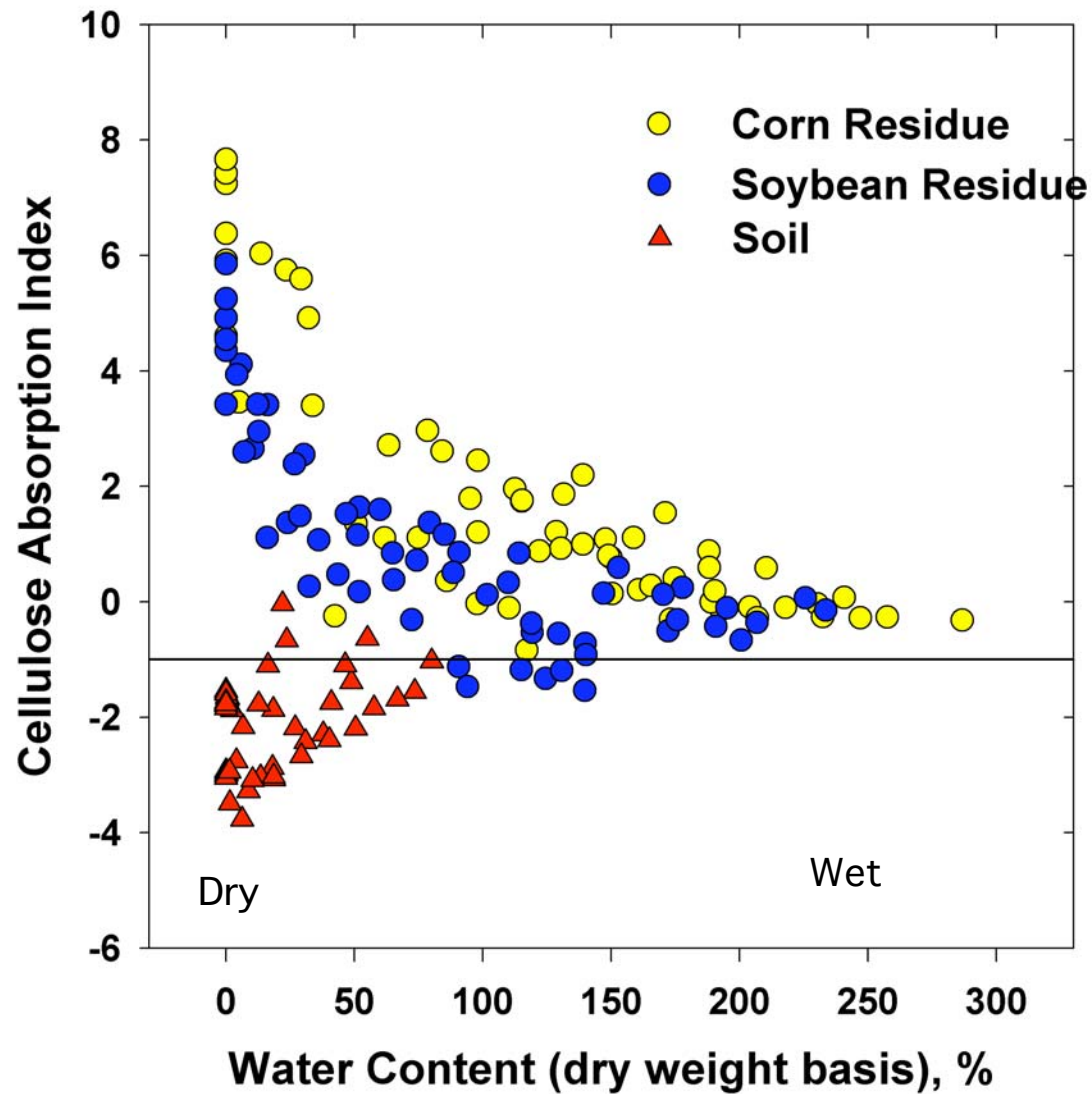 10
8
6
4
2
0
-2
-4
-6
Cellulose Absorption Index
Corn Residue
Soybean Residue
Soil
Dry
Wet
0 50 100 150 200 250 300
Water Content (dry weight basis), %